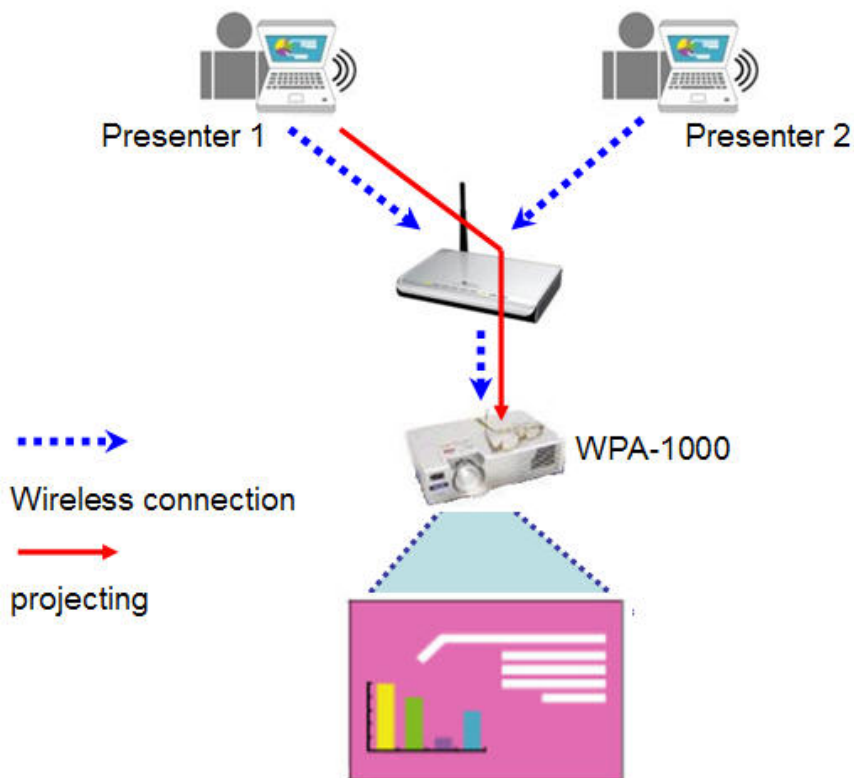 Presenter 1
Presenter 2
WPA-1000
Wireless connection
projecting